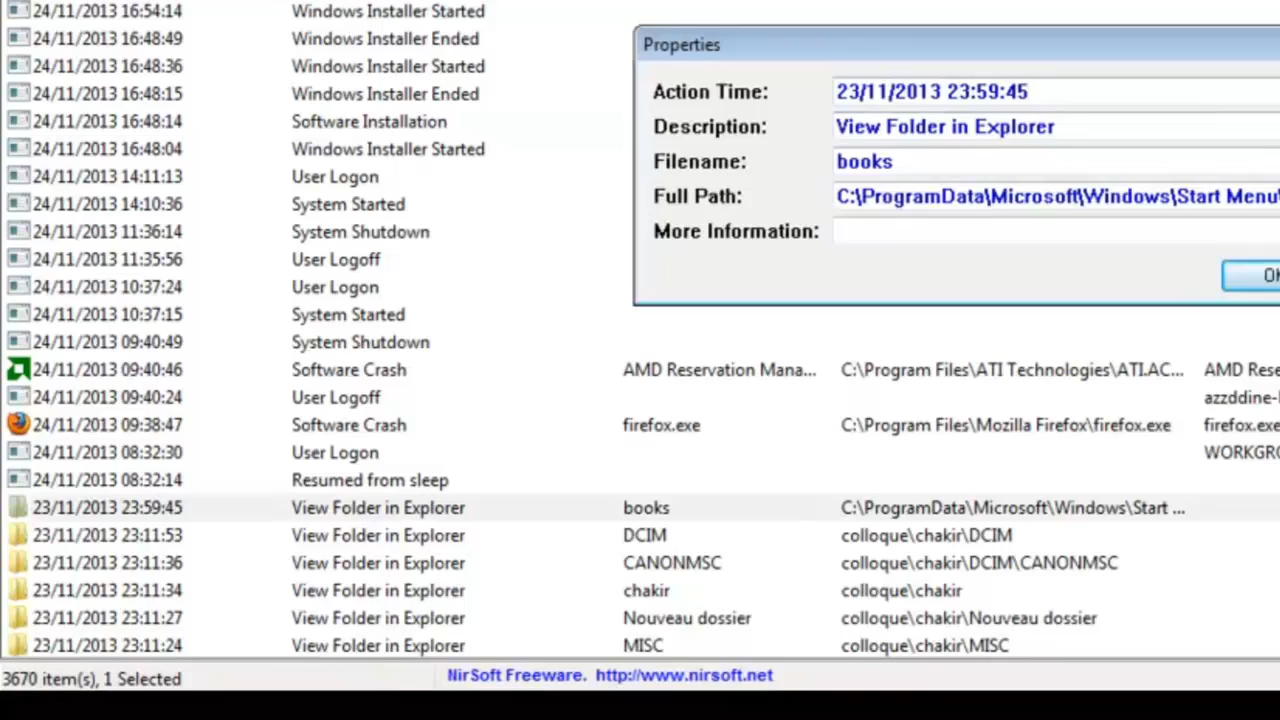 24/11/2013 16:54:14 Windows Installer Started
24/11/2013 16:48:49 Windows Installer Ended
24/11/2013 16:48:36 Windows Installer Started
24/11/2013 16:48:15 Windows Installer Ended
24/11/2013 16:48:14 Software Installation
24/11/2013 16:48:04 Windows Installer Started
24/11/2013 14:11:13 User Logon
24/11/2013 14:10:36 System Started
24/11/2013 11:36:14 System Shutdown
24/11/2013 11:35:56 User Logoff
24/11/2013 10:37:24 User Logon
24/11/2013 10:37:15 System Started
24/11/2013 09:40:49 System Shutdown
24/11/2013 09:40:46 Software Crash AMD Reservation Mana... C:\Program Files\ATI Technologies\ATI.AC... AMD Rese
24/11/2013 09:40:24 User Logoff azzddine-
24/11/2013 09:38:47 Software Crash firefox.exe C:\Program Files\Mozilla Firefox\firefox.exe firefox.exe
24/11/2013 08:32:30 User Logon WORKGRO
24/11/2013 08:32:14 Resumed from sleep
23/11/2013 23:59:45 View Folder in Explorer books C:\ProgramData\Microsoft\Windows\Start ...
23/11/2013 23:11:53 View Folder in Explorer DCIM colloque\chakir\DCIM
23/11/2013 23:11:36 View Folder in Explorer CANONMSC colloque\chakir\DCIM\CANONMSC
23/11/2013 23:11:34 View Folder in Explorer chakir colloque\chakir
23/11/2013 23:11:27 View Folder in Explorer Nouveau dossier colloque\chakir\Nouveau dossier
23/11/2013 23:11:24 View Folder in Explorer MISC colloque\chakir\MISC
Properties
Action Time: 23/11/2013 23:59:45
Description: View Folder in Explorer
Filename: books
Full Path: C:\ProgramData\Microsoft\Windows\Start Menu\
More Information:
OK
3670 item(s), 1 Selected NirSoft Freeware. http://www.nirsoft.net